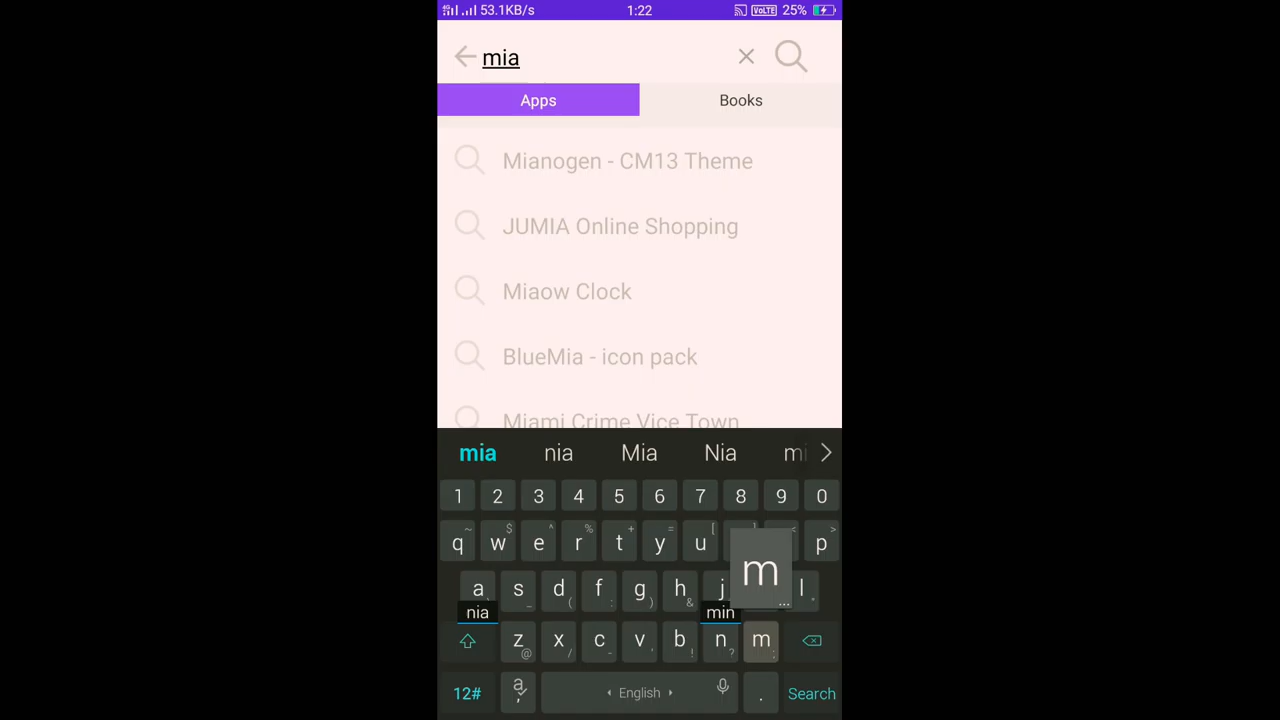 4G 53.1KB/s 1:22 VoLTE 25%
mia
Apps Books
Mianogen - CM13 Theme
JUMIA Online Shopping
Miaow Clock
BlueMia - icon pack
Miami Crime Vice Town
mia nia Mia Nia mi
1 2 3 4 5 6 7 8 9 0
~ $ ^ % + = [ ] < >
q w e r t y u p
m
a s d f g h j l
_ ( : ) & "
nia min
z x c v b n m
@ / - ' ! ? ;
12# a , English . Search